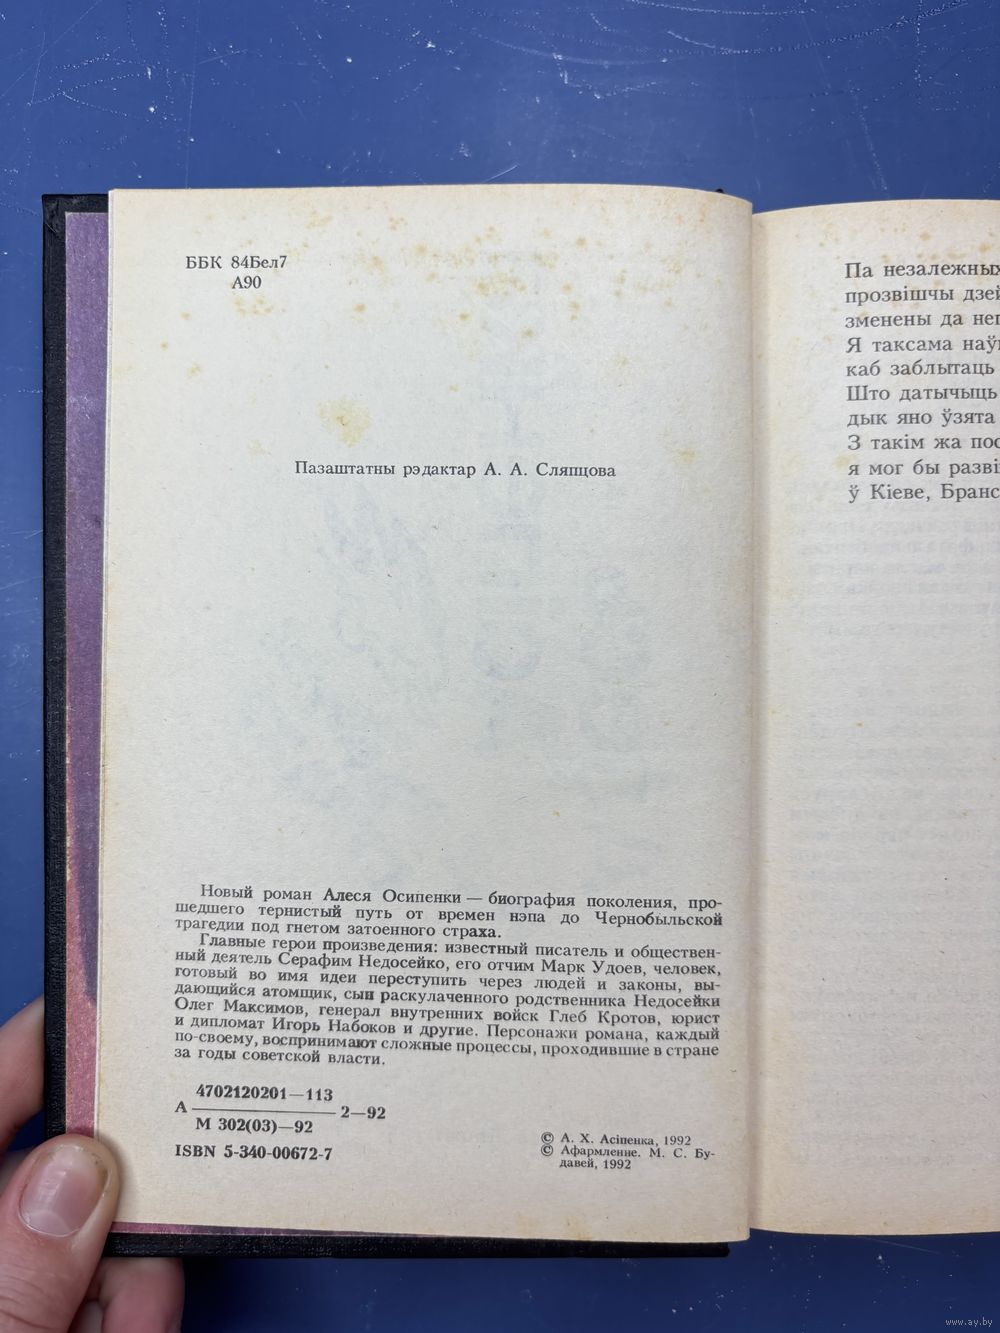 ББК 84Бел7
А90
Пазаштатны рэдактар А. А. Сляпцова
Новый роман Алеся Осипенки — биография поколения, про-
шедшего тернистый путь от времен нэпа до Чернобыльской
трагедии под гнетом затоенного страха.
Главные герои произведения: известный писатель и обществен-
ный деятель Серафим Недосейко, его отчим Марк Удоев, человек,
готовый во имя идеи переступить через людей и законы, вы-
дающийся атомщик, сын раскулаченного родственника Недосейки
Олег Максимов, генерал внутренних войск Глеб Кротов, юрист
и дипломат Игорь Набоков и другие. Персонажи романа, каждый
по-своему, воспринимают сложные процессы, проходившие в стране
за годы советской власти.
4702120201—113
А ——— 2—92
М 302(03)—92
ISBN 5-340-00672-7
© А. Х. Асіпенка, 1992
© Афармленне. М. С. Бу-
давей, 1992
Па незалежных
прозвішчы дзей
зменены да неп
Я таксама наўм
каб заблытаць
Што датычыць
дык яно ўзята
З такім жа пос
я мог бы разві
ў Кіеве, Бранс
www.ay.by